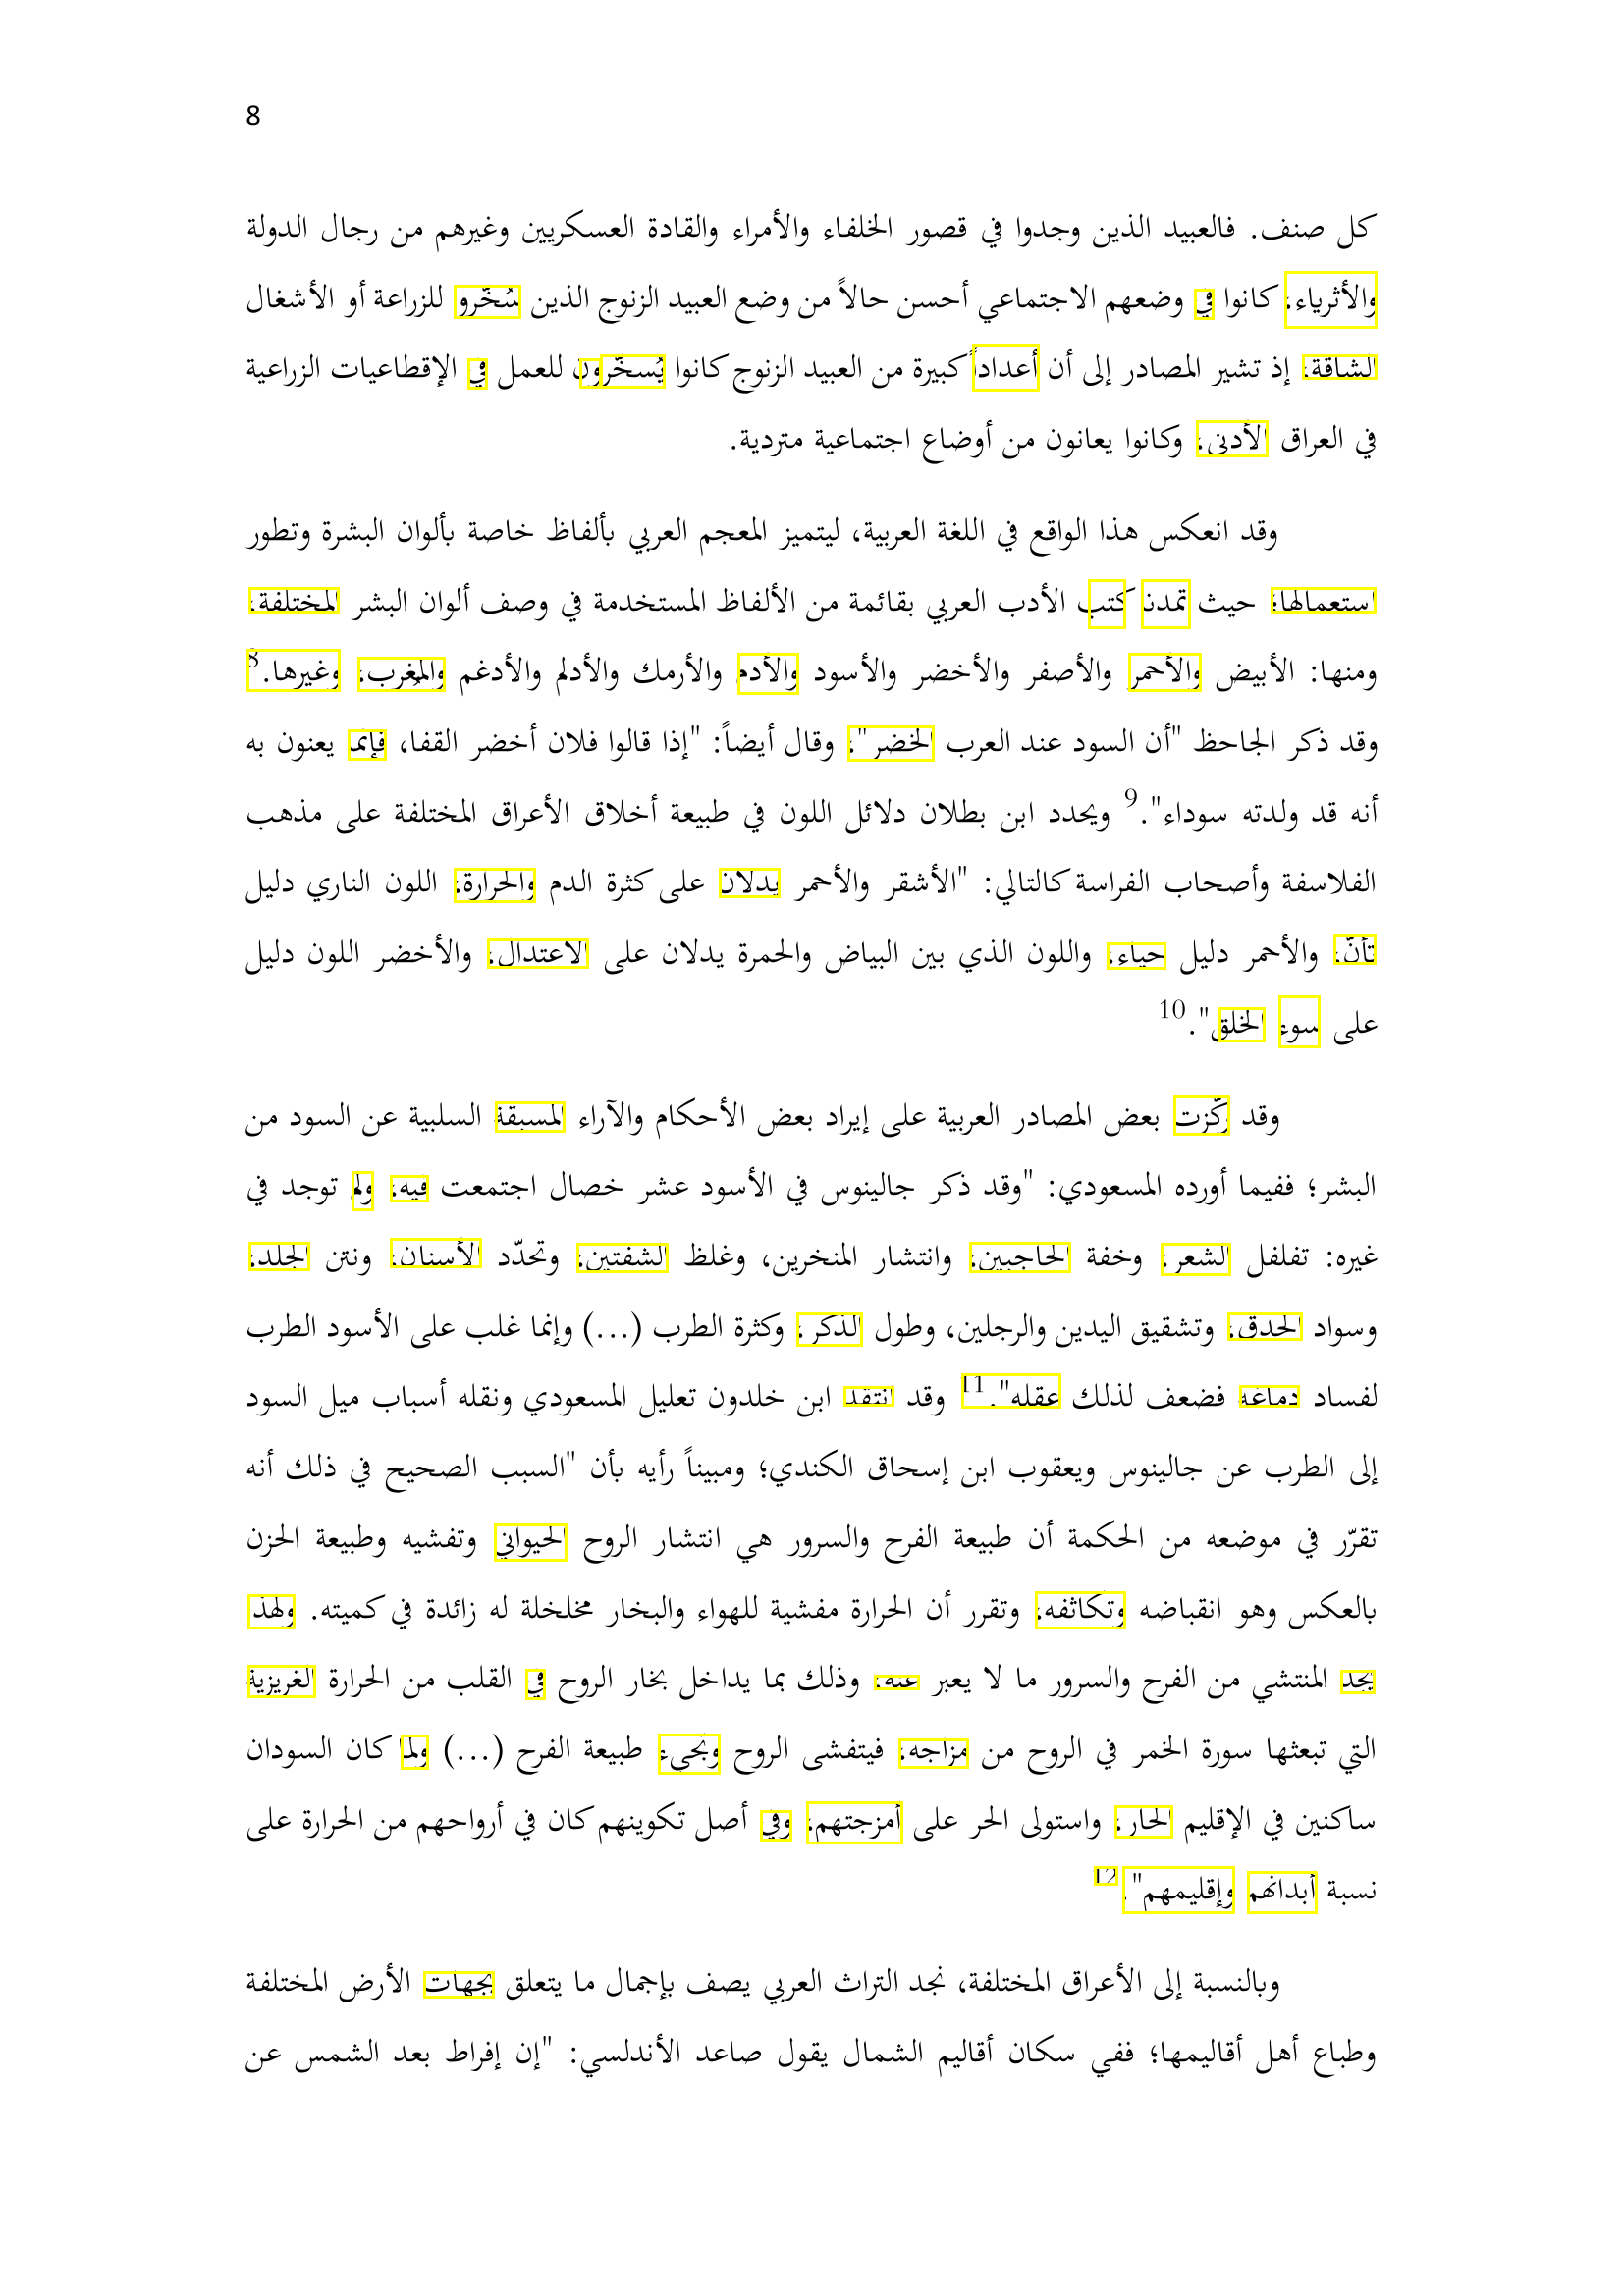 8
كل صنف. فالعبيد الذين وجدوا في قصور الخلفاء والأمراء والقادة العسكريين وغيرهم من رجال الدولة
والأثرياء، كانوا في وضعهم الاجتماعي أحسن حالاً من وضع العبيد الزنوج الذين سُخّرو للزراعة أو الأشغال
الشاقة، إذ تشير المصادر إلى أن أعداداً كبيرة من العبيد الزنوج كانوا يُسخّرون للعمل في الإقطاعيات الزراعية
في العراق الأدنى، وكانوا يعانون من أوضاع اجتماعية متردية.
وقد انعكس هذا الواقع في اللغة العربية، ليتميز المعجم العربي بألفاظ خاصة بألوان البشرة وتطور
استعمالها؛ حيث تمدنا كتب الأدب العربي بقائمة من الألفاظ المستخدمة في وصف ألوان البشر المختلفة،
ومنها: الأبيض والأحمر والأصفر والأخضر والأسود والأدم والأرمك والأدلم والأدغم والمُغرب، وغيرها.8
وقد ذكر الجاحظ "أن السود عند العرب الخضر"، وقال أيضاً: "إذا قالوا فلان أخضر القفا، فإنما يعنون به
أنه قد ولدته سوداء".9 ويحدد ابن بطلان دلائل اللون في طبيعة أخلاق الأعراق المختلفة على مذهب
الفلاسفة وأصحاب الفراسة كالتالي: "الأشقر والأحمر يدلان على كثرة الدم والحرارة، اللون الناري دليل
تأنّ، والأحمر دليل حياء، واللون الذي بين البياض والحمرة يدلان على الاعتدال، والأخضر اللون دليل
على سوء الخلق".10
وقد ركّزت بعض المصادر العربية على إيراد بعض الأحكام والآراء المسبقة السلبية عن السود من
البشر؛ ففيما أورده المسعودي: "وقد ذكر جالينوس في الأسود عشر خصال اجتمعت فيه، ولم توجد في
غيره: تفلفل الشعر، وخفة الحاجبين، وانتشار المنخرين، وغلظ الشفتين، وتحدّد الأسنان، ونتن الجلد،
وسواد الحدق، وتشقيق اليدين والرجلين، وطول الذكر، وكثرة الطرب (...) وإنما غلب على الأسود الطرب
لفساد دماغه فضعف لذلك عقله".11 وقد انتقد ابن خلدون تعليل المسعودي ونقله أسباب ميل السود
إلى الطرب عن جالينوس ويعقوب ابن إسحاق الكندي؛ ومبيناً رأيه بأن "السبب الصحيح في ذلك أنه
تقرّر في موضعه من الحكمة أن طبيعة الفرح والسرور هي انتشار الروح الحيواني وتفشيه وطبيعة الحزن
بالعكس وهو انقباضه وتكاثفه، وتقرر أن الحرارة مفشية للهواء والبخار مخلخلة له زائدة في كميته. ولهذا
يجد المنتشي من الفرح والسرور ما لا يعبر عنه، وذلك بما يداخل بخار الروح في القلب من الحرارة الغريزية
التي تبعثها سورة الخمر في الروح من مزاجه، فيتفشى الروح وتجيء طبيعة الفرح (...) ولما كان السودان
ساكنين في الإقليم الحار، واستولى الحر على أمزجتهم، وفي أصل تكوينهم كان في أرواحهم من الحرارة على
نسبة أبدانهم وإقليمهم".12
وبالنسبة إلى الأعراق المختلفة، نجد التراث العربي يصف بإجمال ما يتعلق بجهات الأرض المختلفة
وطباع أهل أقاليمها؛ ففي سكان أقاليم الشمال يقول صاعد الأندلسي: "إن إفراط بعد الشمس عن